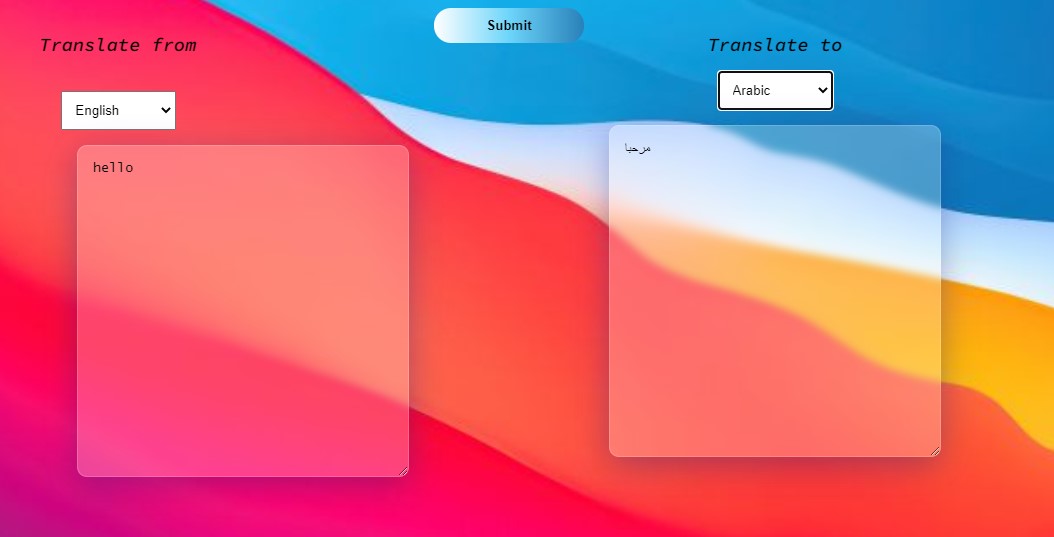 Submit
Translate from
Translate to
English
Arabic
hello
مرحبا